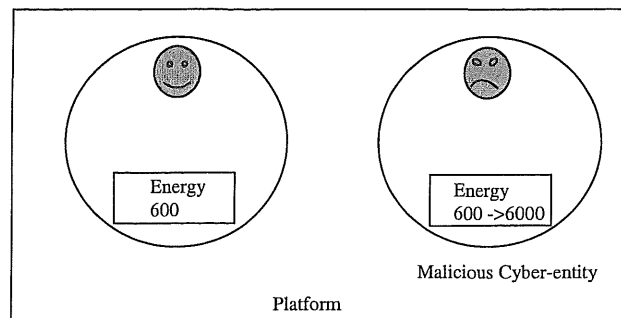 Energy
600
Energy
600 ->6000
Malicious Cyber-entity
Platform